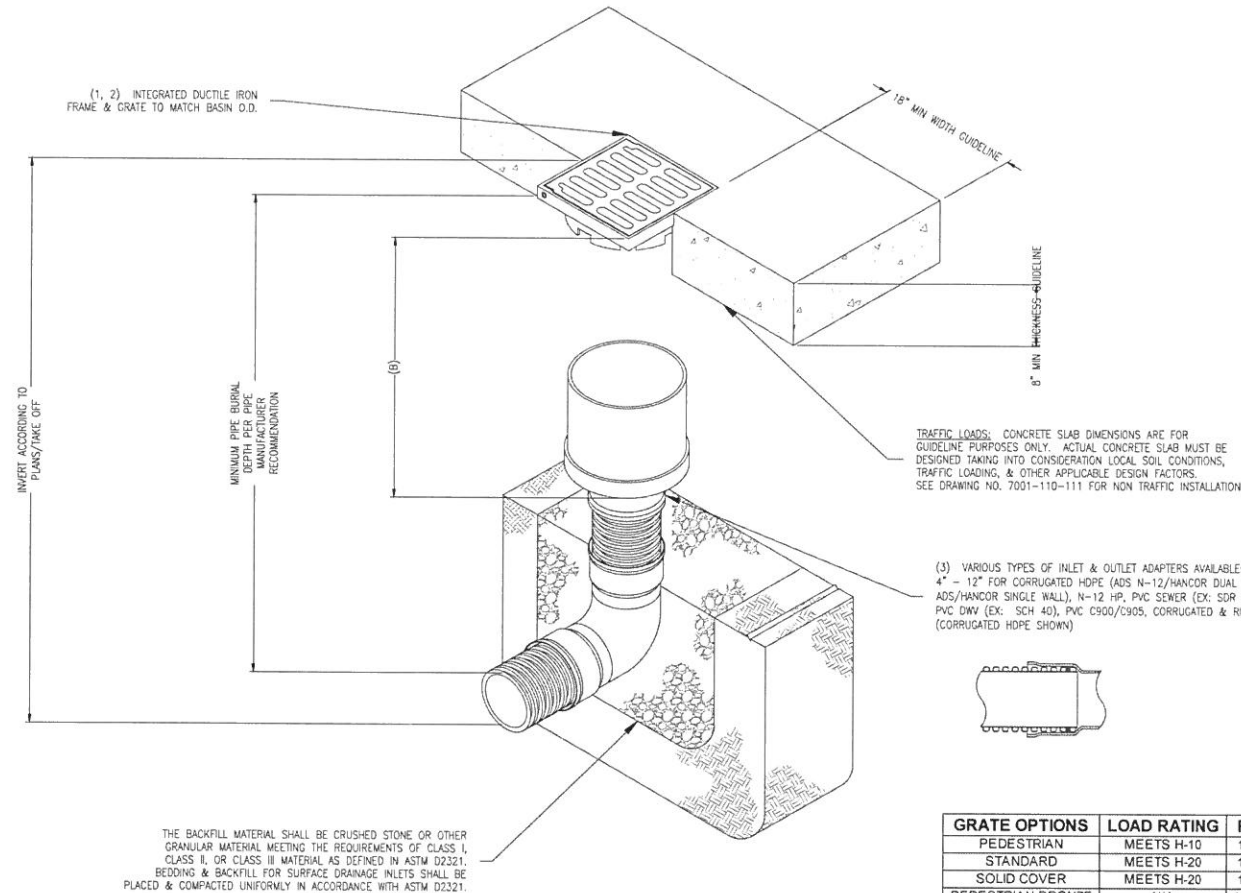 (1, 2) INTEGRATED DUCTILE IRON
FRAME & GRATE TO MATCH BASIN O.D.
18" MIN WIDTH GUIDELINE
8" MIN THICKNESS GUIDELINE
INVERT ACCORDING TO
PLANS/TAKE OFF
MINIMUM PIPE BURIAL
DEPTH PER PIPE
MANUFACTURER
RECOMMENDATION
(B)
TRAFFIC LOADS: CONCRETE SLAB DIMENSIONS ARE FOR
GUIDELINE PURPOSES ONLY. ACTUAL CONCRETE SLAB MUST BE
DESIGNED TAKING INTO CONSIDERATION LOCAL SOIL CONDITIONS,
TRAFFIC LOADING, & OTHER APPLICABLE DESIGN FACTORS.
SEE DRAWING NO. 7001-110-111 FOR NON TRAFFIC INSTALLATION
(3) VARIOUS TYPES OF INLET & OUTLET ADAPTERS AVAILABLE
4" - 12" FOR CORRUGATED HDPE (ADS N-12/HANCOR DUAL
ADS/HANCOR SINGLE WALL), N-12 HP, PVC SEWER (EX: SDR
PVC DWV (EX: SCH 40), PVC C900/C905, CORRUGATED &
(CORRUGATED HDPE SHOWN)
THE BACKFILL MATERIAL SHALL BE CRUSHED STONE OR OTHER
GRANULAR MATERIAL MEETING THE REQUIREMENTS OF CLASS I,
CLASS II, OR CLASS III MATERIAL AS DEFINED IN ASTM D2321.
BEDDING & BACKFILL FOR SURFACE DRAINAGE INLETS SHALL BE
PLACED & COMPACTED UNIFORMLY IN ACCORDANCE WITH ASTM D2321.
GRATE OPTIONS LOAD RATING
PEDESTRIAN MEETS H-10
STANDARD MEETS H-20
SOLID COVER MEETS H-20
PEDESTRIAN BRONZE